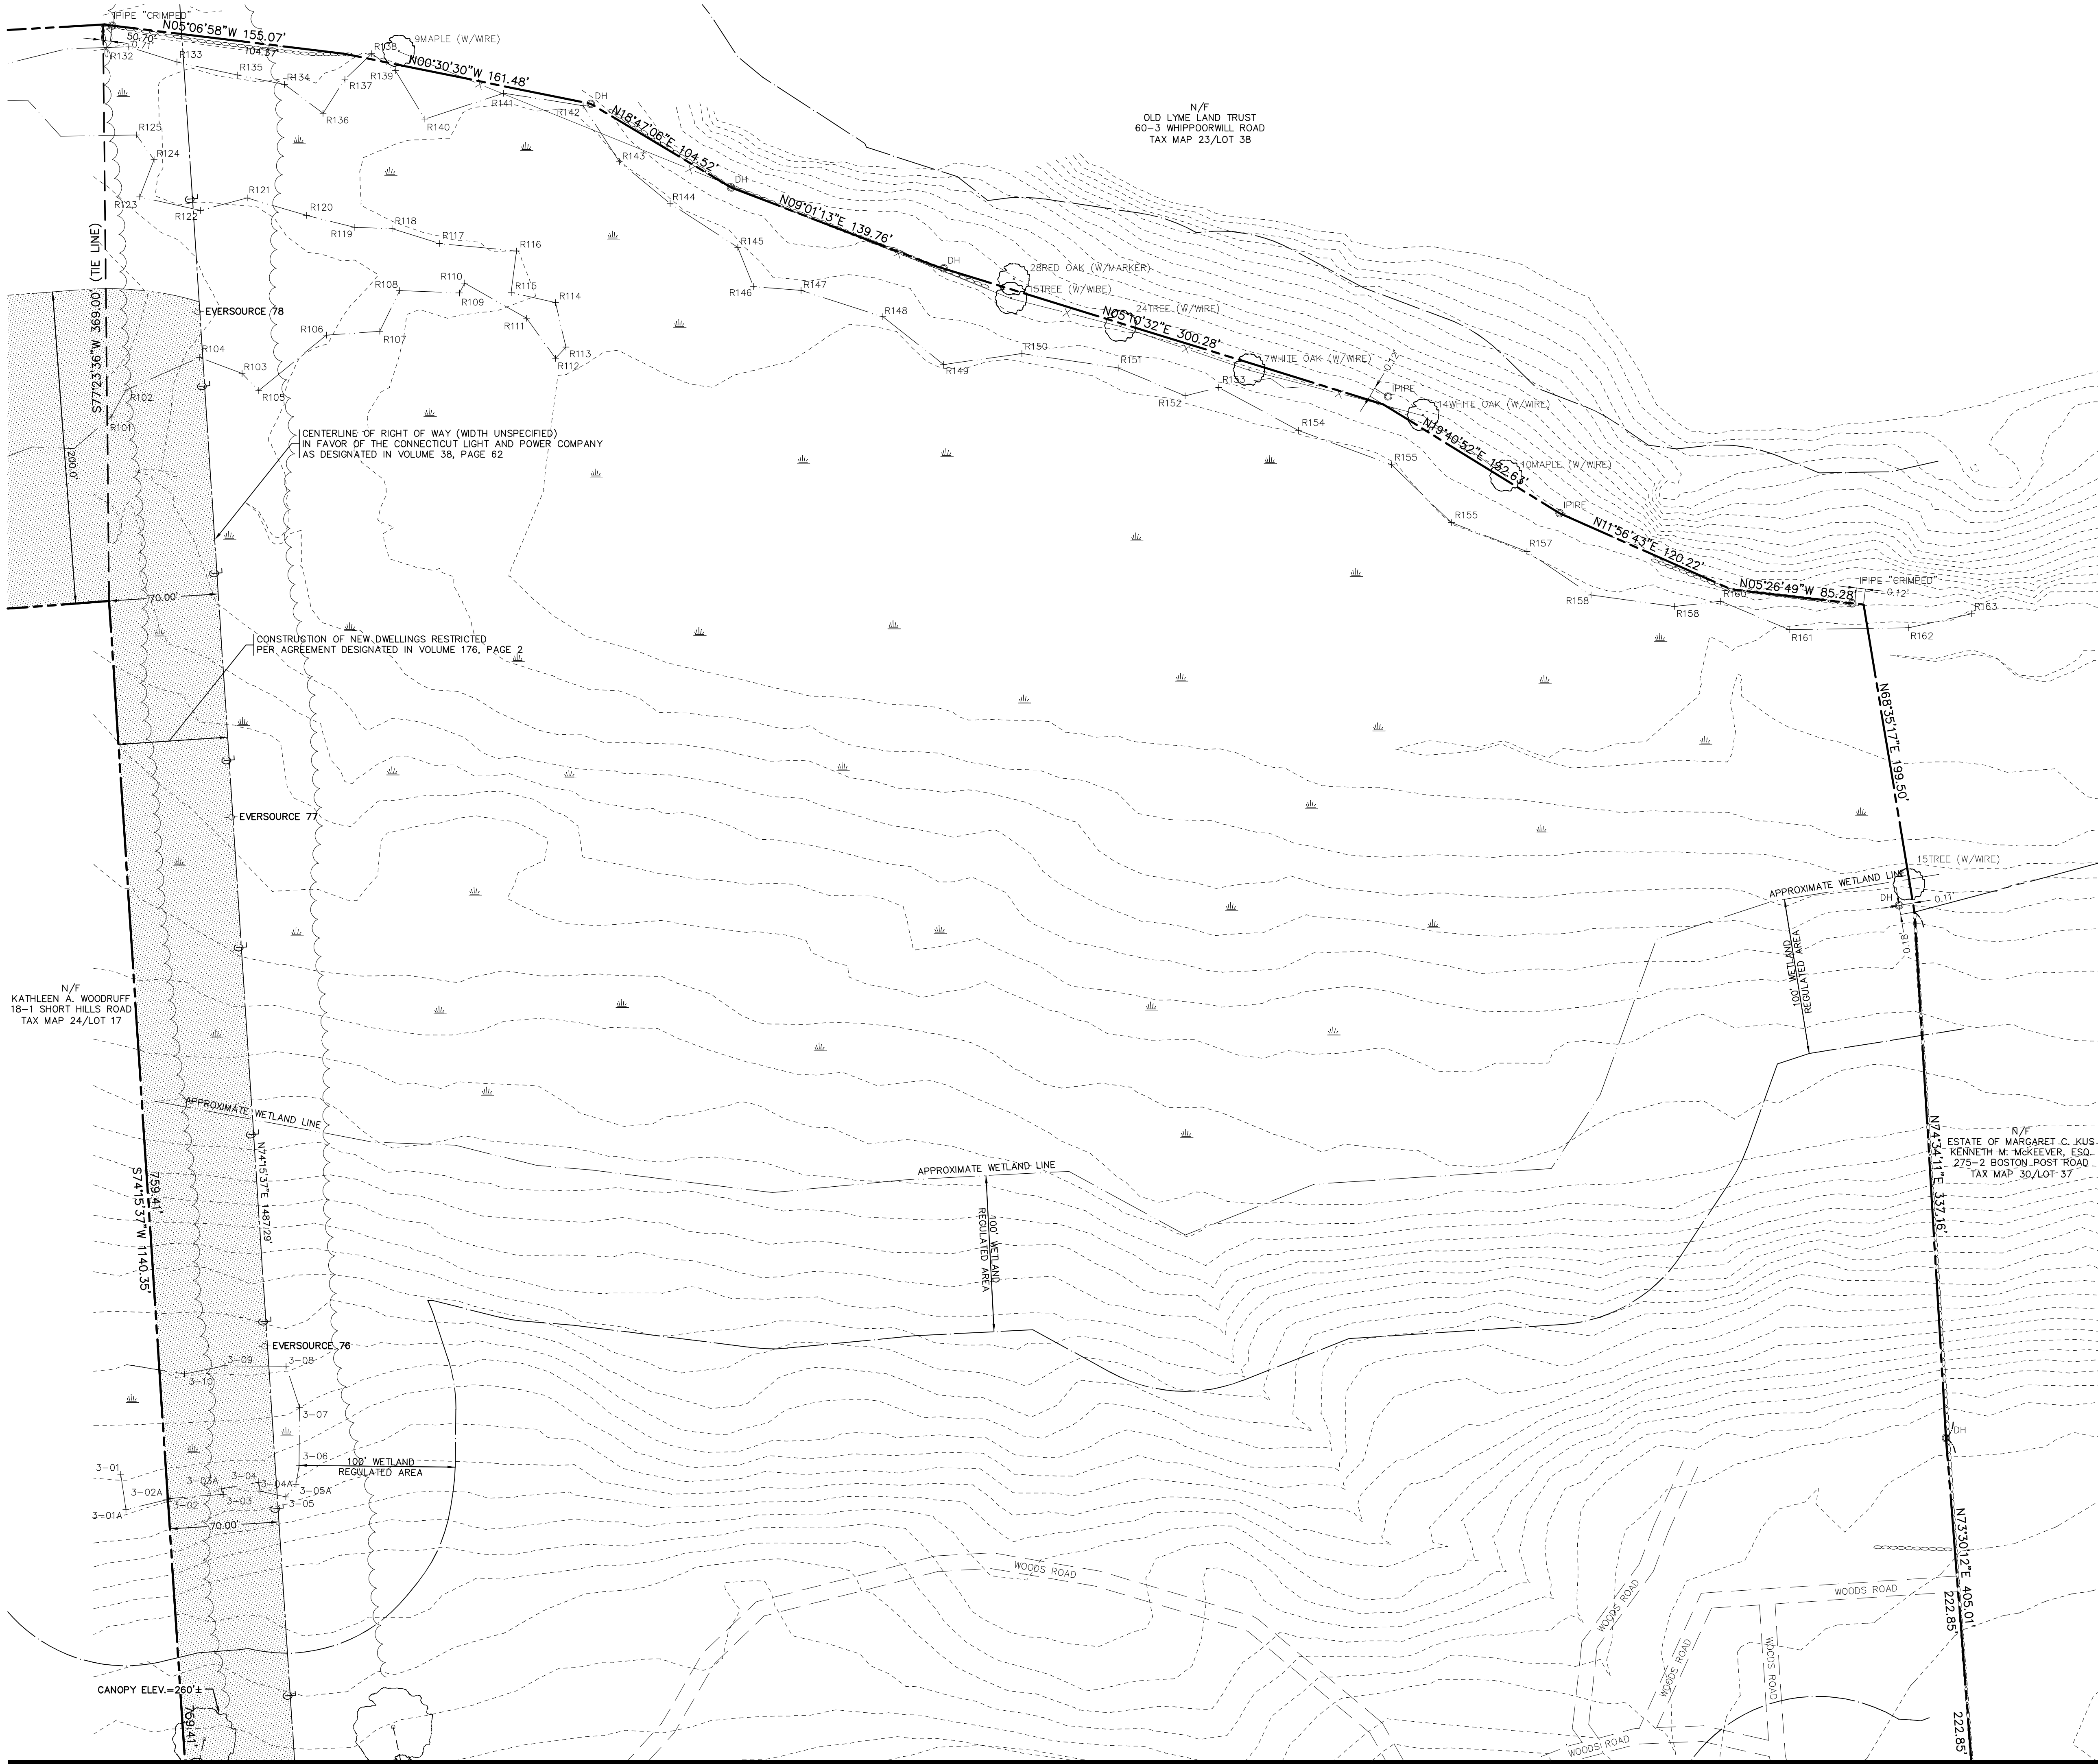 IPIPE "CRIMPED"
N05°06'58"W 155.07'
50.70'
0.71'
104.37'
R132
R133
R135
R134
R136
R137
R138
R139
9MAPLE (W/WIRE)
N00°30'30"W 161.48'
R140
R141
R142
DH
N18°47'06"E 104.52'
R143
R144
DH
N09°01'13"E 139.76'
R145
R146
R147
R148
DH
28RED OAK (W/MARKER)
15TREE (W/WIRE)
24TREE (W/WIRE)
N05°10'32"E 300.28'
7WHITE OAK (W/WIRE)
0.12'
IPIPE
14WHITE OAK (W/WIRE)
N19°40'52"E 132.63'
10MAPLE (W/WIRE)
IPIPE
N11°56'43"E 120.22'
N05°26'49"W 85.28'
IPIPE "CRIMPED"
0.12'
N/F
OLD LYME LAND TRUST
60-3 WHIPPOORWILL ROAD
TAX MAP 23/LOT 38
R125
R124
R123
R122
R121
R120
R119
R118
R117
R116
R115
R114
R113
R112
R111
R110
R109
R108
R107
R106
R105
R104
R103
R102
R101
R149
R150
R151
R152
R153
R154
R155
R155
R157
R158
R158
R160
R161
R162
R163
S77°23'36"W 369.00' (TIE LINE)
200.0'
EVERSOURCE 78
CENTERLINE OF RIGHT OF WAY (WIDTH UNSPECIFIED)
IN FAVOR OF THE CONNECTICUT LIGHT AND POWER COMPANY
AS DESIGNATED IN VOLUME 38, PAGE 62
70.00'
CONSTRUCTION OF NEW DWELLINGS RESTRICTED
PER AGREEMENT DESIGNATED IN VOLUME 176, PAGE 2
N68°35'17"E 199.50'
EVERSOURCE 77
15TREE (W/WIRE)
APPROXIMATE WETLAND LINE
DH
0.11'
0.18'
100' WETLAND
REGULATED AREA
N/F
KATHLEEN A. WOODRUFF
18-1 SHORT HILLS ROAD
TAX MAP 24/LOT 17
APPROXIMATE WETLAND LINE
N74°15'37"E 1487.29'
759.41'
S74°15'37"W 1140.35'
APPROXIMATE WETLAND LINE
100' WETLAND
REGULATED AREA
N74°34'11"E 337.16'
N/F
ESTATE OF MARGARET C. KUS
KENNETH M. McKEEVER, ESQ.
275-2 BOSTON POST ROAD
TAX MAP 30/LOT 37
EVERSOURCE 76
3-09
3-08
3-10
3-07
3-06
100' WETLAND
REGULATED AREA
3-01
3-02A
3-03A
3-04
3-04A
3-05A
3-01A
3-02
3-03
3-05
70.00'
DH
N73°30'12"E 405.01'
222.85'
WOODS ROAD
WOODS ROAD
WOODS ROAD
WOODS ROAD
WOODS ROAD
WOODS ROAD
CANOPY ELEV.=260'±
759.41'
222.85'